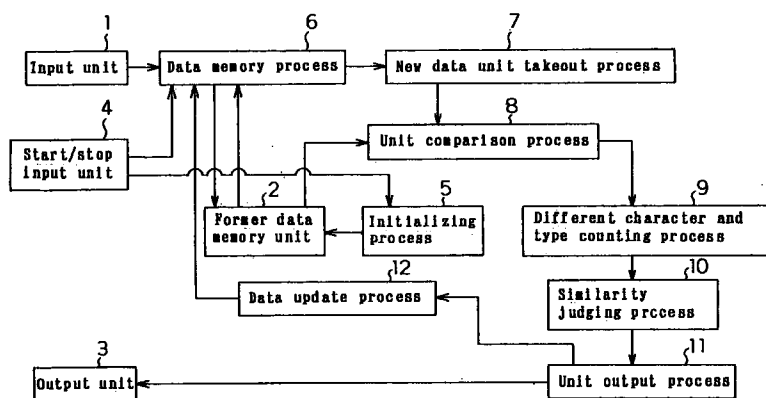 1
6
7
Input unit
Data memory process
New data unit takeout process
4
8
Start/stop
input unit
Unit comparison process
2
5
9
Former data
memory unit
Initializing
process
Different character and
type counting process
12
10
Data update process
Similarity
judging process
3
11
Output unit
Unit output process